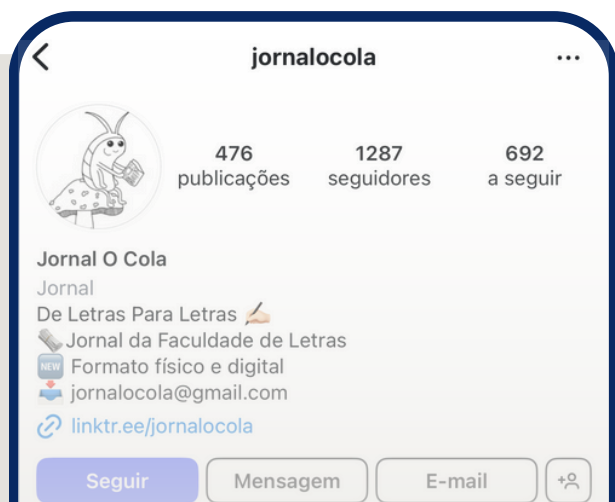 jornalocola
476 1287 692
publicações seguidores a seguir
Jornal O Cola
Jornal
De Letras Para Letras ✍🏻
🗞️Jornal da Faculdade de Letras
🆕 Formato físico e digital
📥 jornalocola@gmail.com
linktr.ee/jornalocola
Seguir Mensagem E-mail